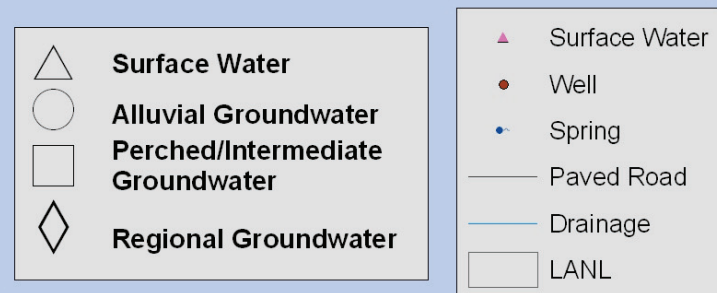 Surface Water
Alluvial Groundwater
Perched/Intermediate
Groundwater
Regional Groundwater
Surface Water
Well
Spring
Paved Road
Drainage
LANL